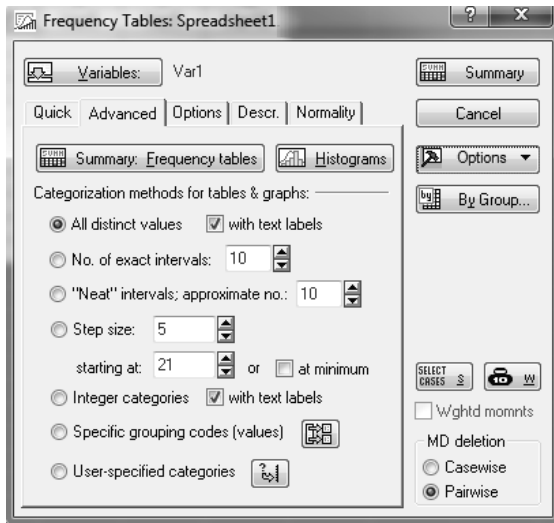 Frequency Tables: Spreadsheet1
? X
Variables: Var1
Quick Advanced Options Descr. Normality
SUMM Summary: Frequency tables Histograms
Categorization methods for tables & graphs:
All distinct values with text labels
No. of exact intervals: 10
"Neat" intervals; approximate no.: 10
Step size: 5
starting at: 21 or at minimum
Integer categories with text labels
Specific grouping codes (values)
User-specified categories
SUMM Summary
Cancel
Options
by By Group...
SELECT CASES S W
Wghtd momnts
MD deletion
Casewise
Pairwise